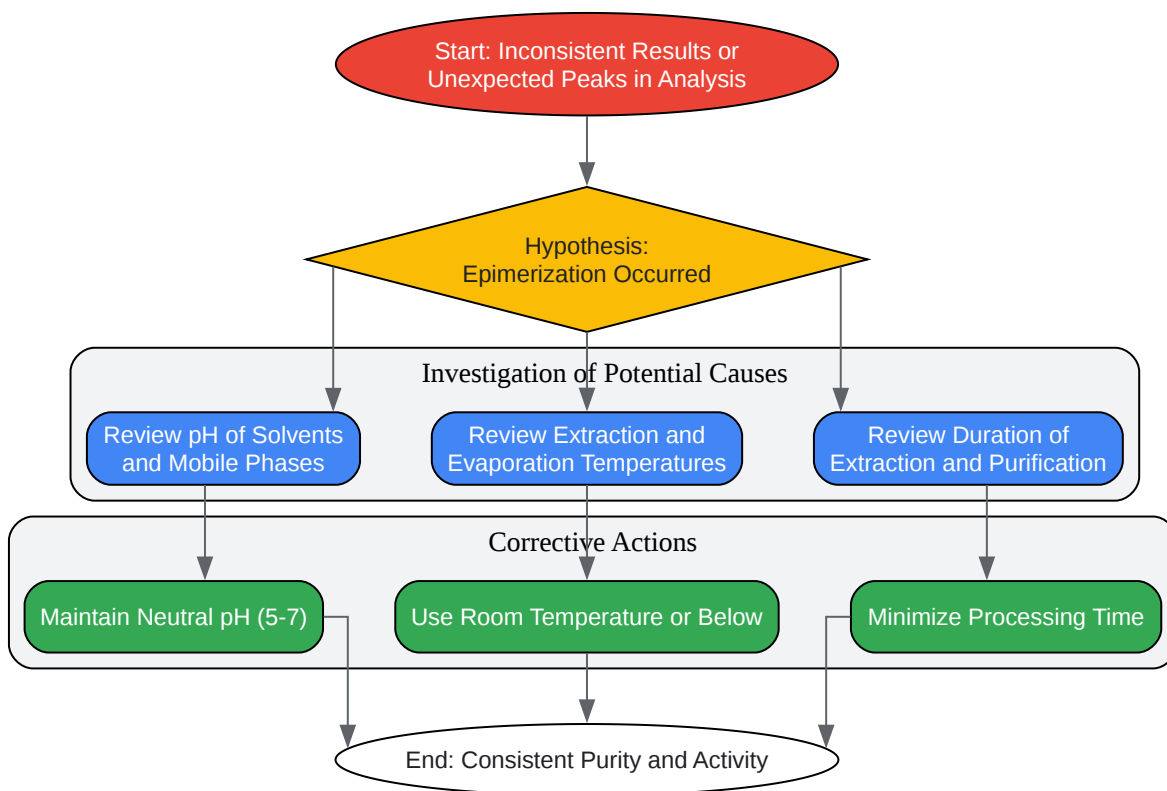 Start: Inconsistent Results or
Unexpected Peaks in Analysis
Hypothesis:
Epimerization Occurred
Investigation of Potential Causes
Review pH of Solvents
and Mobile Phases
Review Extraction and
Evaporation Temperatures
Review Duration of
Extraction and Purification
Corrective Actions
Maintain Neutral pH (5-7)
Use Room Temperature or Below
Minimize Processing Time
End: Consistent Purity and Activity